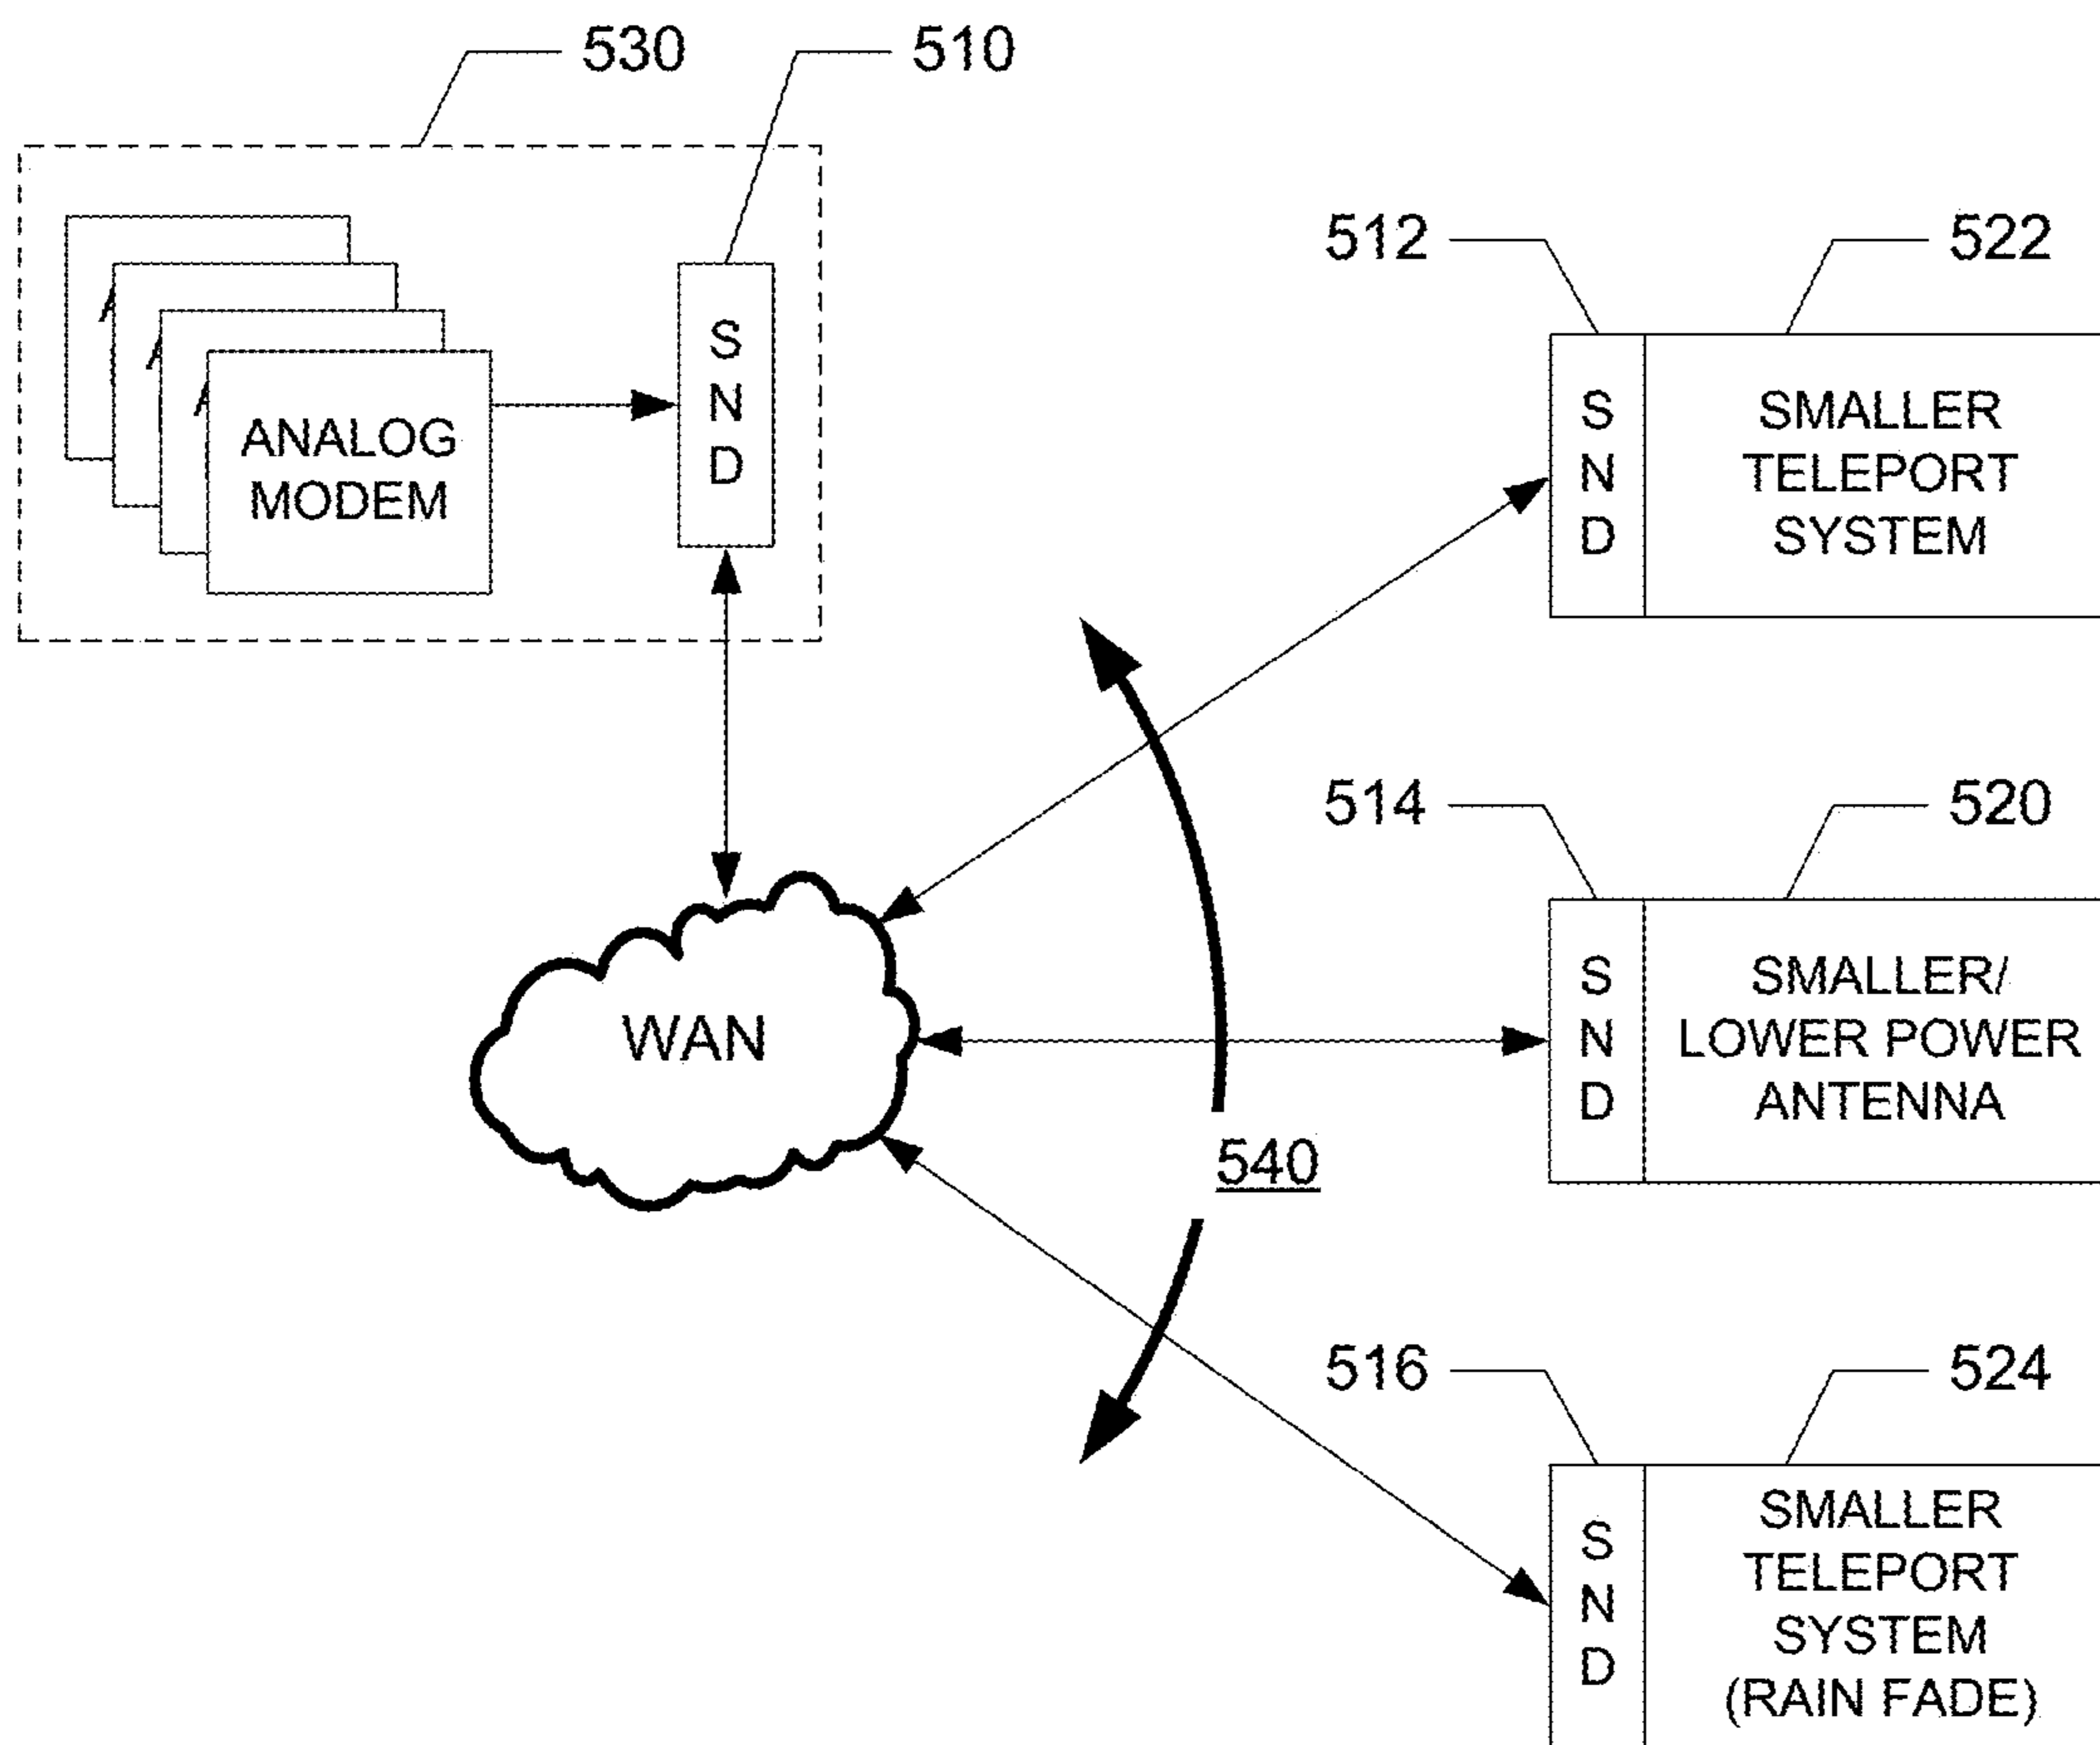 530
510
S
N
D
A
A
A
ANALOG
MODEM
512
522
S
N
D
SMALLER
TELEPORT
SYSTEM
514
520
S
N
D
SMALLER/
LOWER POWER
ANTENNA
WAN
540
516
524
S
N
D
SMALLER
TELEPORT
SYSTEM
(RAIN FADE)